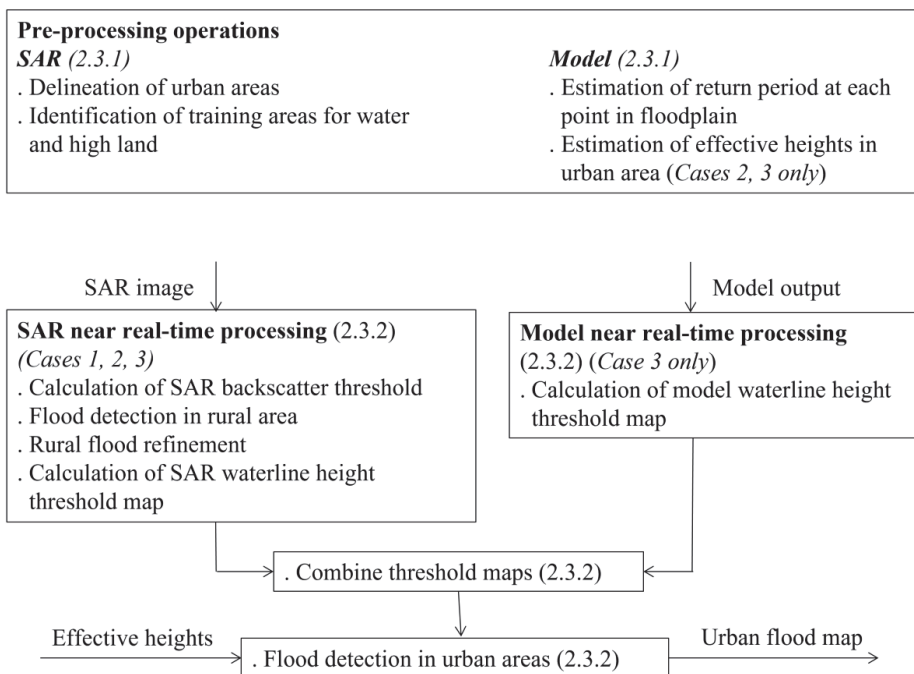 Pre-processing operations
SAR (2.3.1)
. Delineation of urban areas
. Identification of training areas for water
and high land
Model (2.3.1)
. Estimation of return period at each
point in floodplain
. Estimation of effective heights in
urban area (Cases 2, 3 only)
SAR image
Model output
SAR near real-time processing (2.3.2)
(Cases 1, 2, 3)
. Calculation of SAR backscatter threshold
. Flood detection in rural area
. Rural flood refinement
. Calculation of SAR waterline height
threshold map
Model near real-time processing
(2.3.2) (Case 3 only)
. Calculation of model waterline height
threshold map
. Combine threshold maps (2.3.2)
Effective heights
. Flood detection in urban areas (2.3.2)
Urban flood map